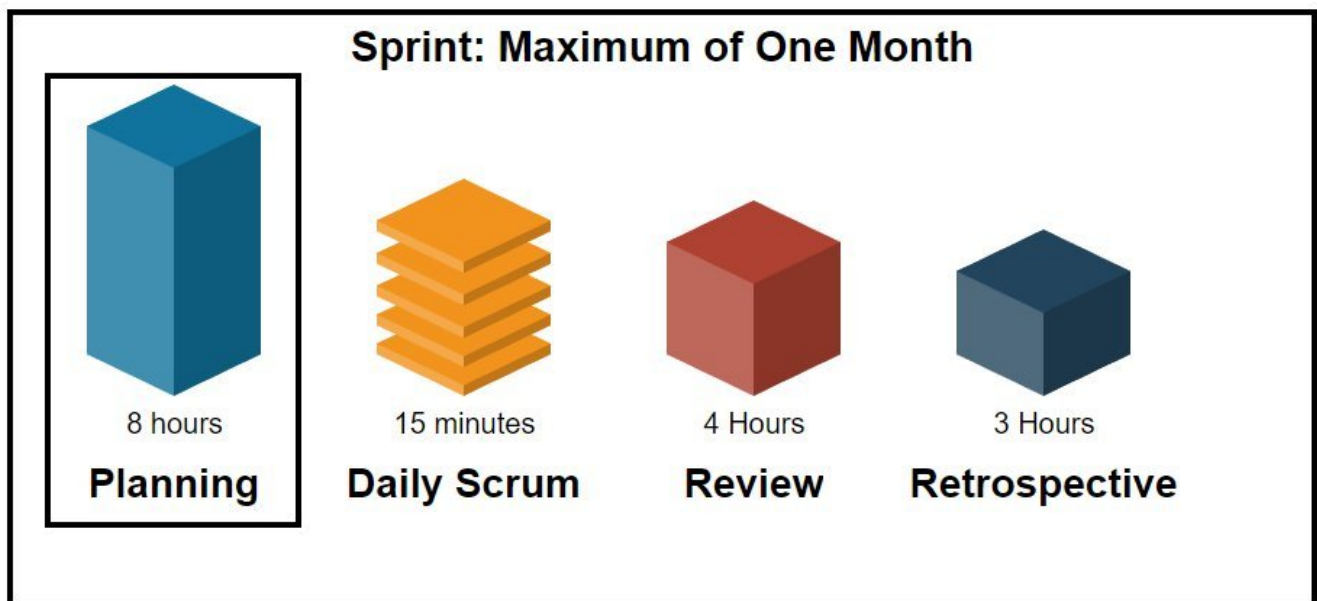 Sprint: Maximum of One Month
8 hours
15 minutes
4 Hours
3 Hours
Planning
Daily Scrum
Review
Retrospective